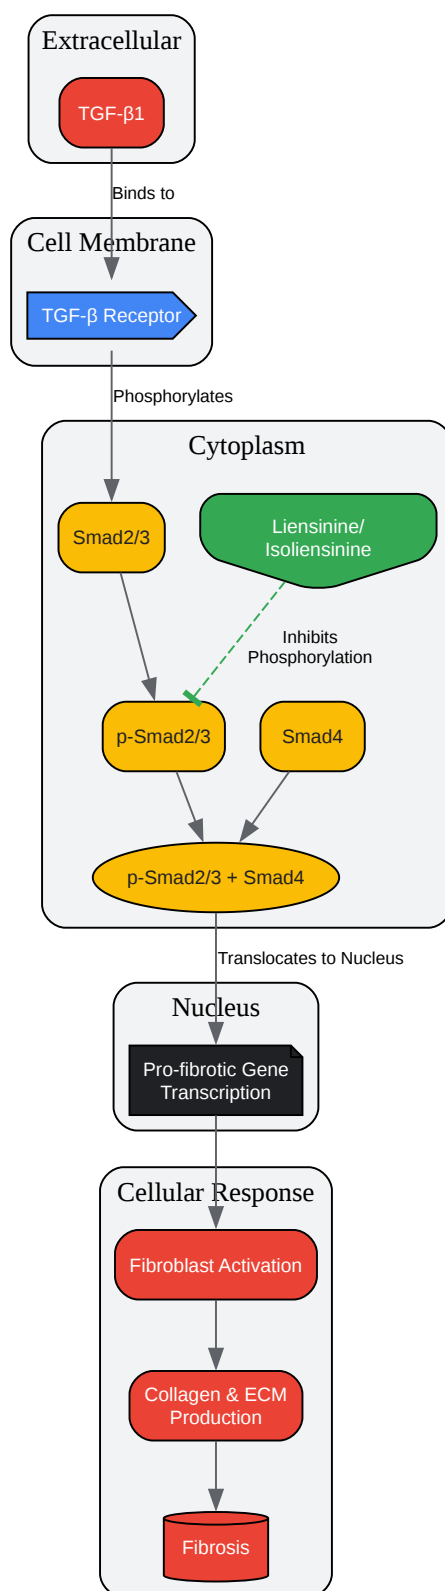 Extracellular
TGF-β1
Binds to
Cell Membrane
TGF-β Receptor
Phosphorylates
Cytoplasm
Smad2/3
Liensinine/
Isoliensinine
Inhibits
Phosphorylation
p-Smad2/3
Smad4
p-Smad2/3 + Smad4
Translocates to Nucleus
Nucleus
Pro-fibrotic Gene
Transcription
Cellular Response
Fibroblast Activation
Collagen & ECM
Production
Fibrosis